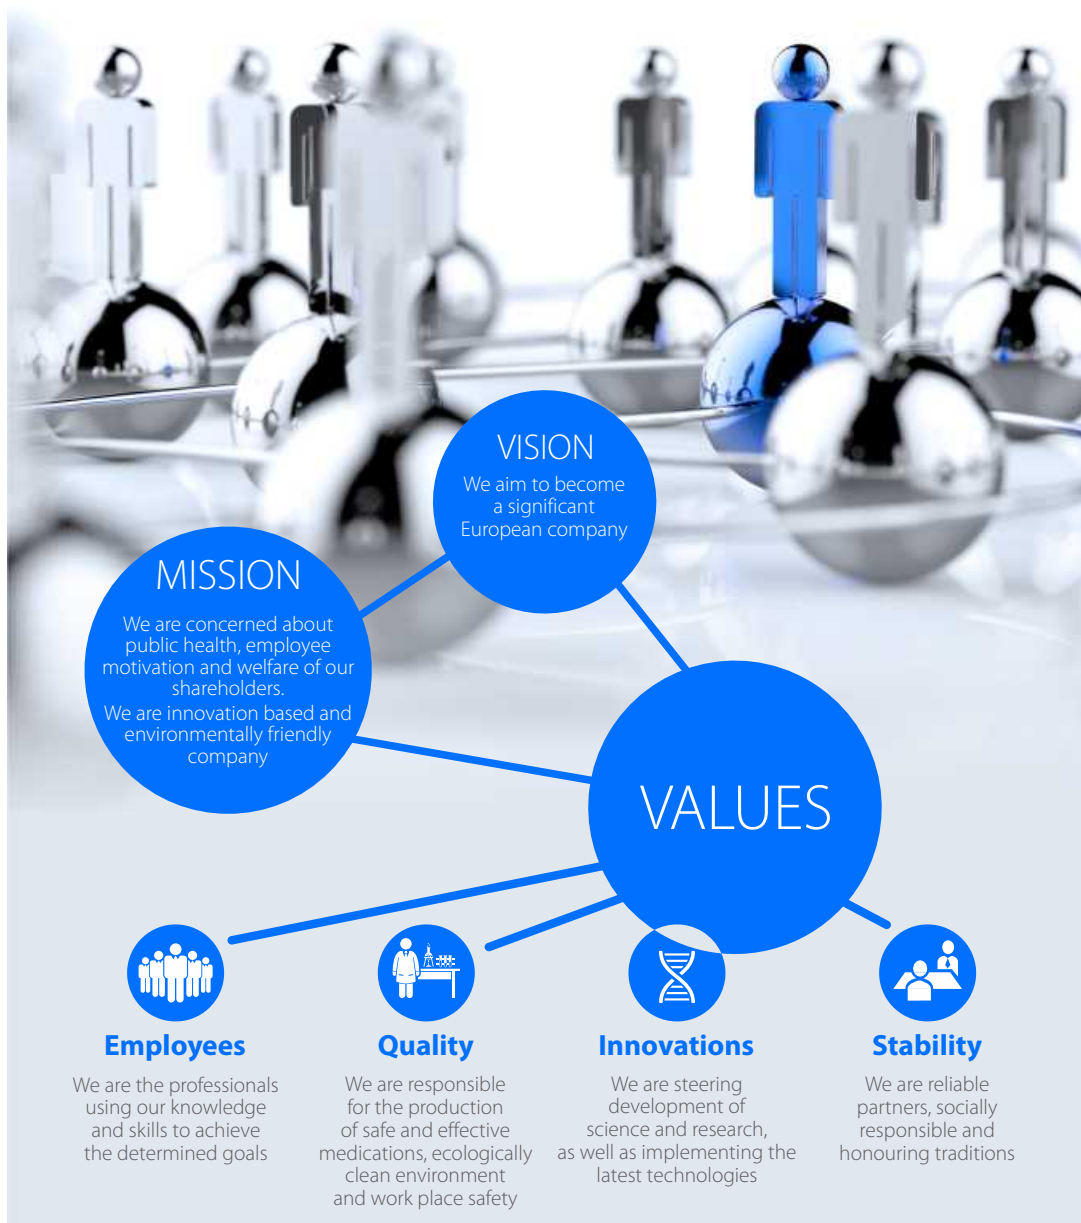 VISION
We aim to become
a significant
European company
MISSION
We are concerned about
public health, employee
motivation and welfare of our
shareholders.
We are innovation based and
environmentally friendly
company
VALUES
Employees
We are the professionals
using our knowledge
and skills to achieve
the determined goals
Quality
We are responsible
for the production
of safe and effective
medications, ecologically
clean environment
and work place safety
Innovations
We are steering
development of
science and research,
as well as implementing the
latest technologies
Stability
We are reliable
partners, socially
responsible and
honouring traditions